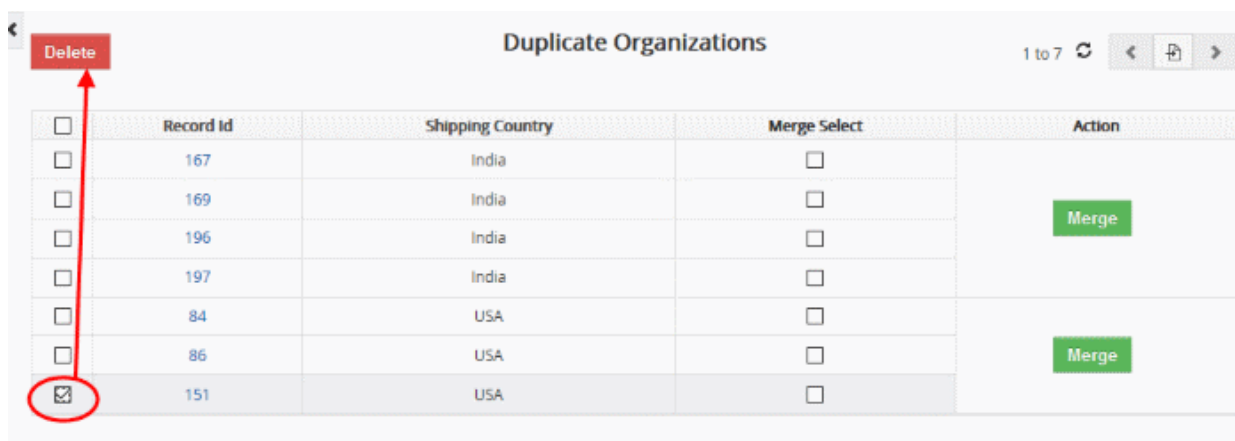 Delete
Duplicate Organizations
1 to 7
Record Id Shipping Country Merge Select Action
167 India
169 India
Merge
196 India
197 India
84 USA
86 USA Merge
151 USA